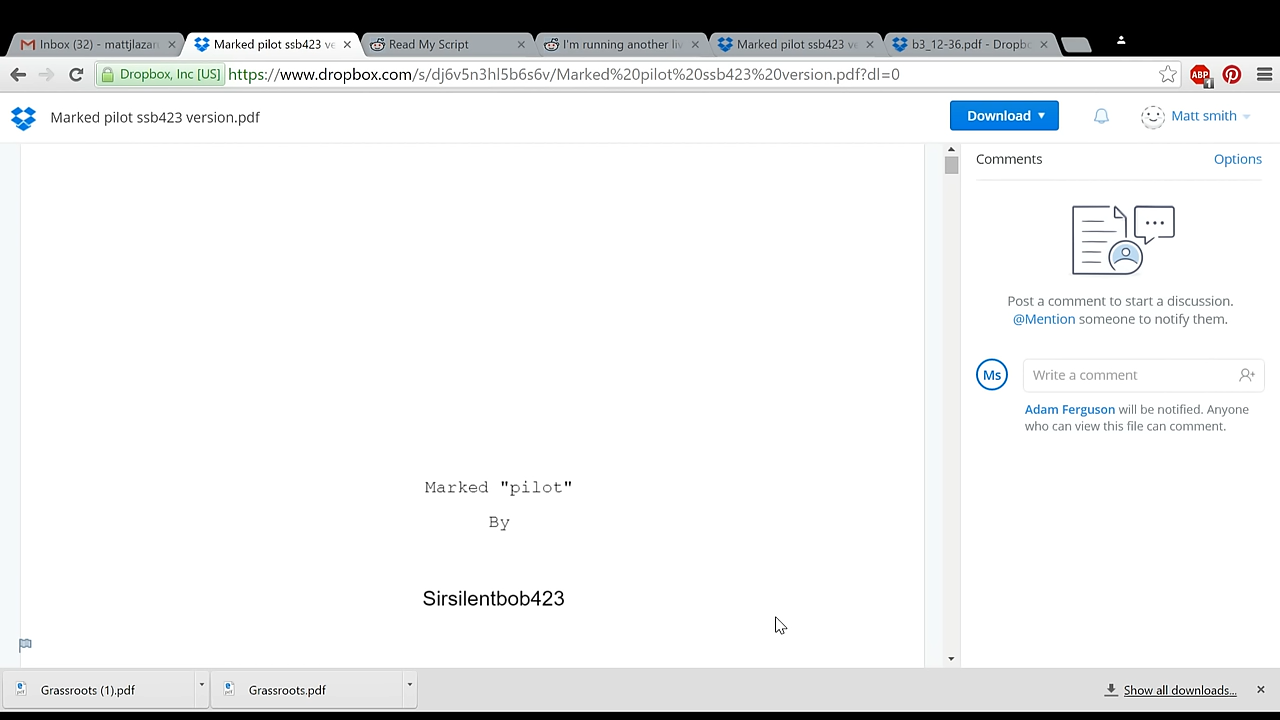 Inbox (32) - mattjlazar
Marked pilot ssb423 ve
Read My Script
I'm running another li
Marked pilot ssb423 ve
b3_12-36.pdf - Dropb
Dropbox, Inc [US]
https://www.dropbox.com/s/dj6v5n3hl5b6s6v/Marked%20pilot%20ssb423%20version.pdf?dl=0
ABP
1
Marked pilot ssb423 version.pdf
Download
Matt smith
Comments
Options
Post a comment to start a discussion.
@Mention someone to notify them.
Ms
Write a comment
Adam Ferguson will be notified. Anyone
who can view this file can comment.
Marked "pilot"
By
Sirsilentbob423
Grassroots (1).pdf
Grassroots.pdf
Show all downloads...